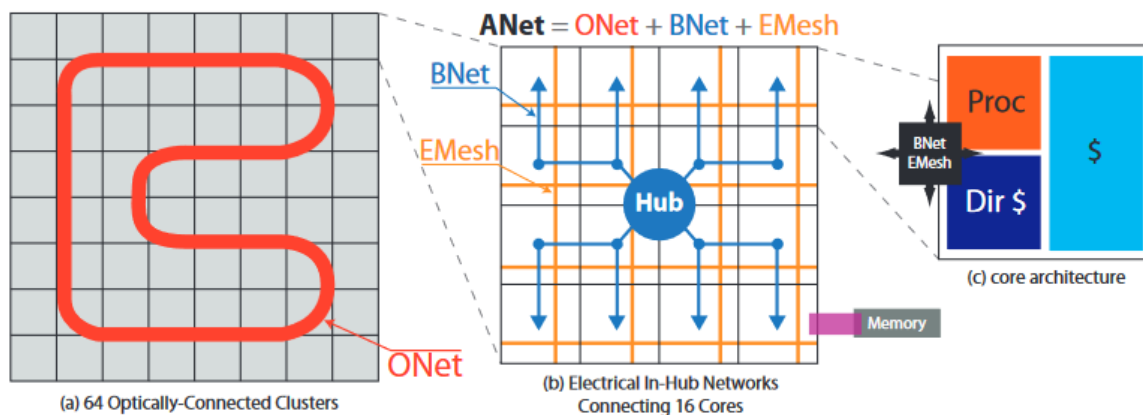 ANet = ONet + BNet + EMesh
BNet
EMesh
Hub
ONet
Memory
Proc
$
BNet
EMesh
Dir $
(a) 64 Optically-Connected Clusters
(b) Electrical In-Hub Networks
Connecting 16 Cores
(c) core architecture